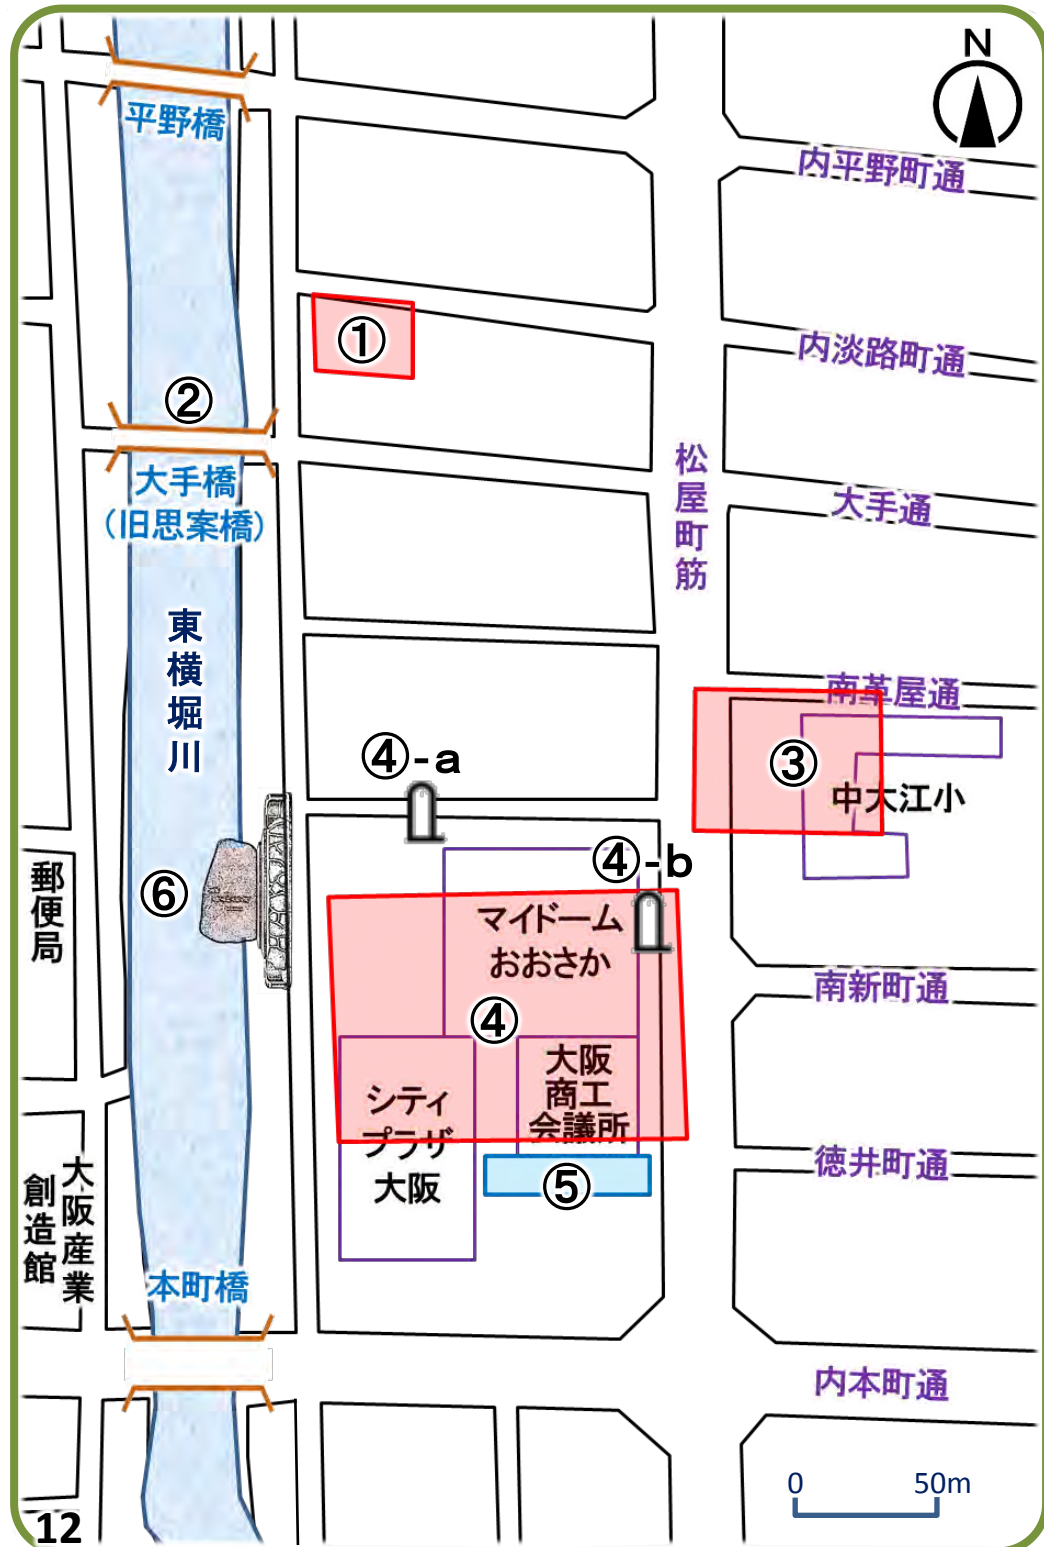 N
平野橋
内平野町通
①
内淡路町通
②
大手橋
（旧思案橋）
松屋町筋
大手通
東横堀川
南革屋通
④-a
③
中大江小
④-b
⑥
郵便局
マイドーム
おおさか
南新町通
④
シティ
プラザ
大阪
大阪
商工
会議所
徳井町通
⑤
大阪産業
創造館
本町橋
内本町通
0 50m
12